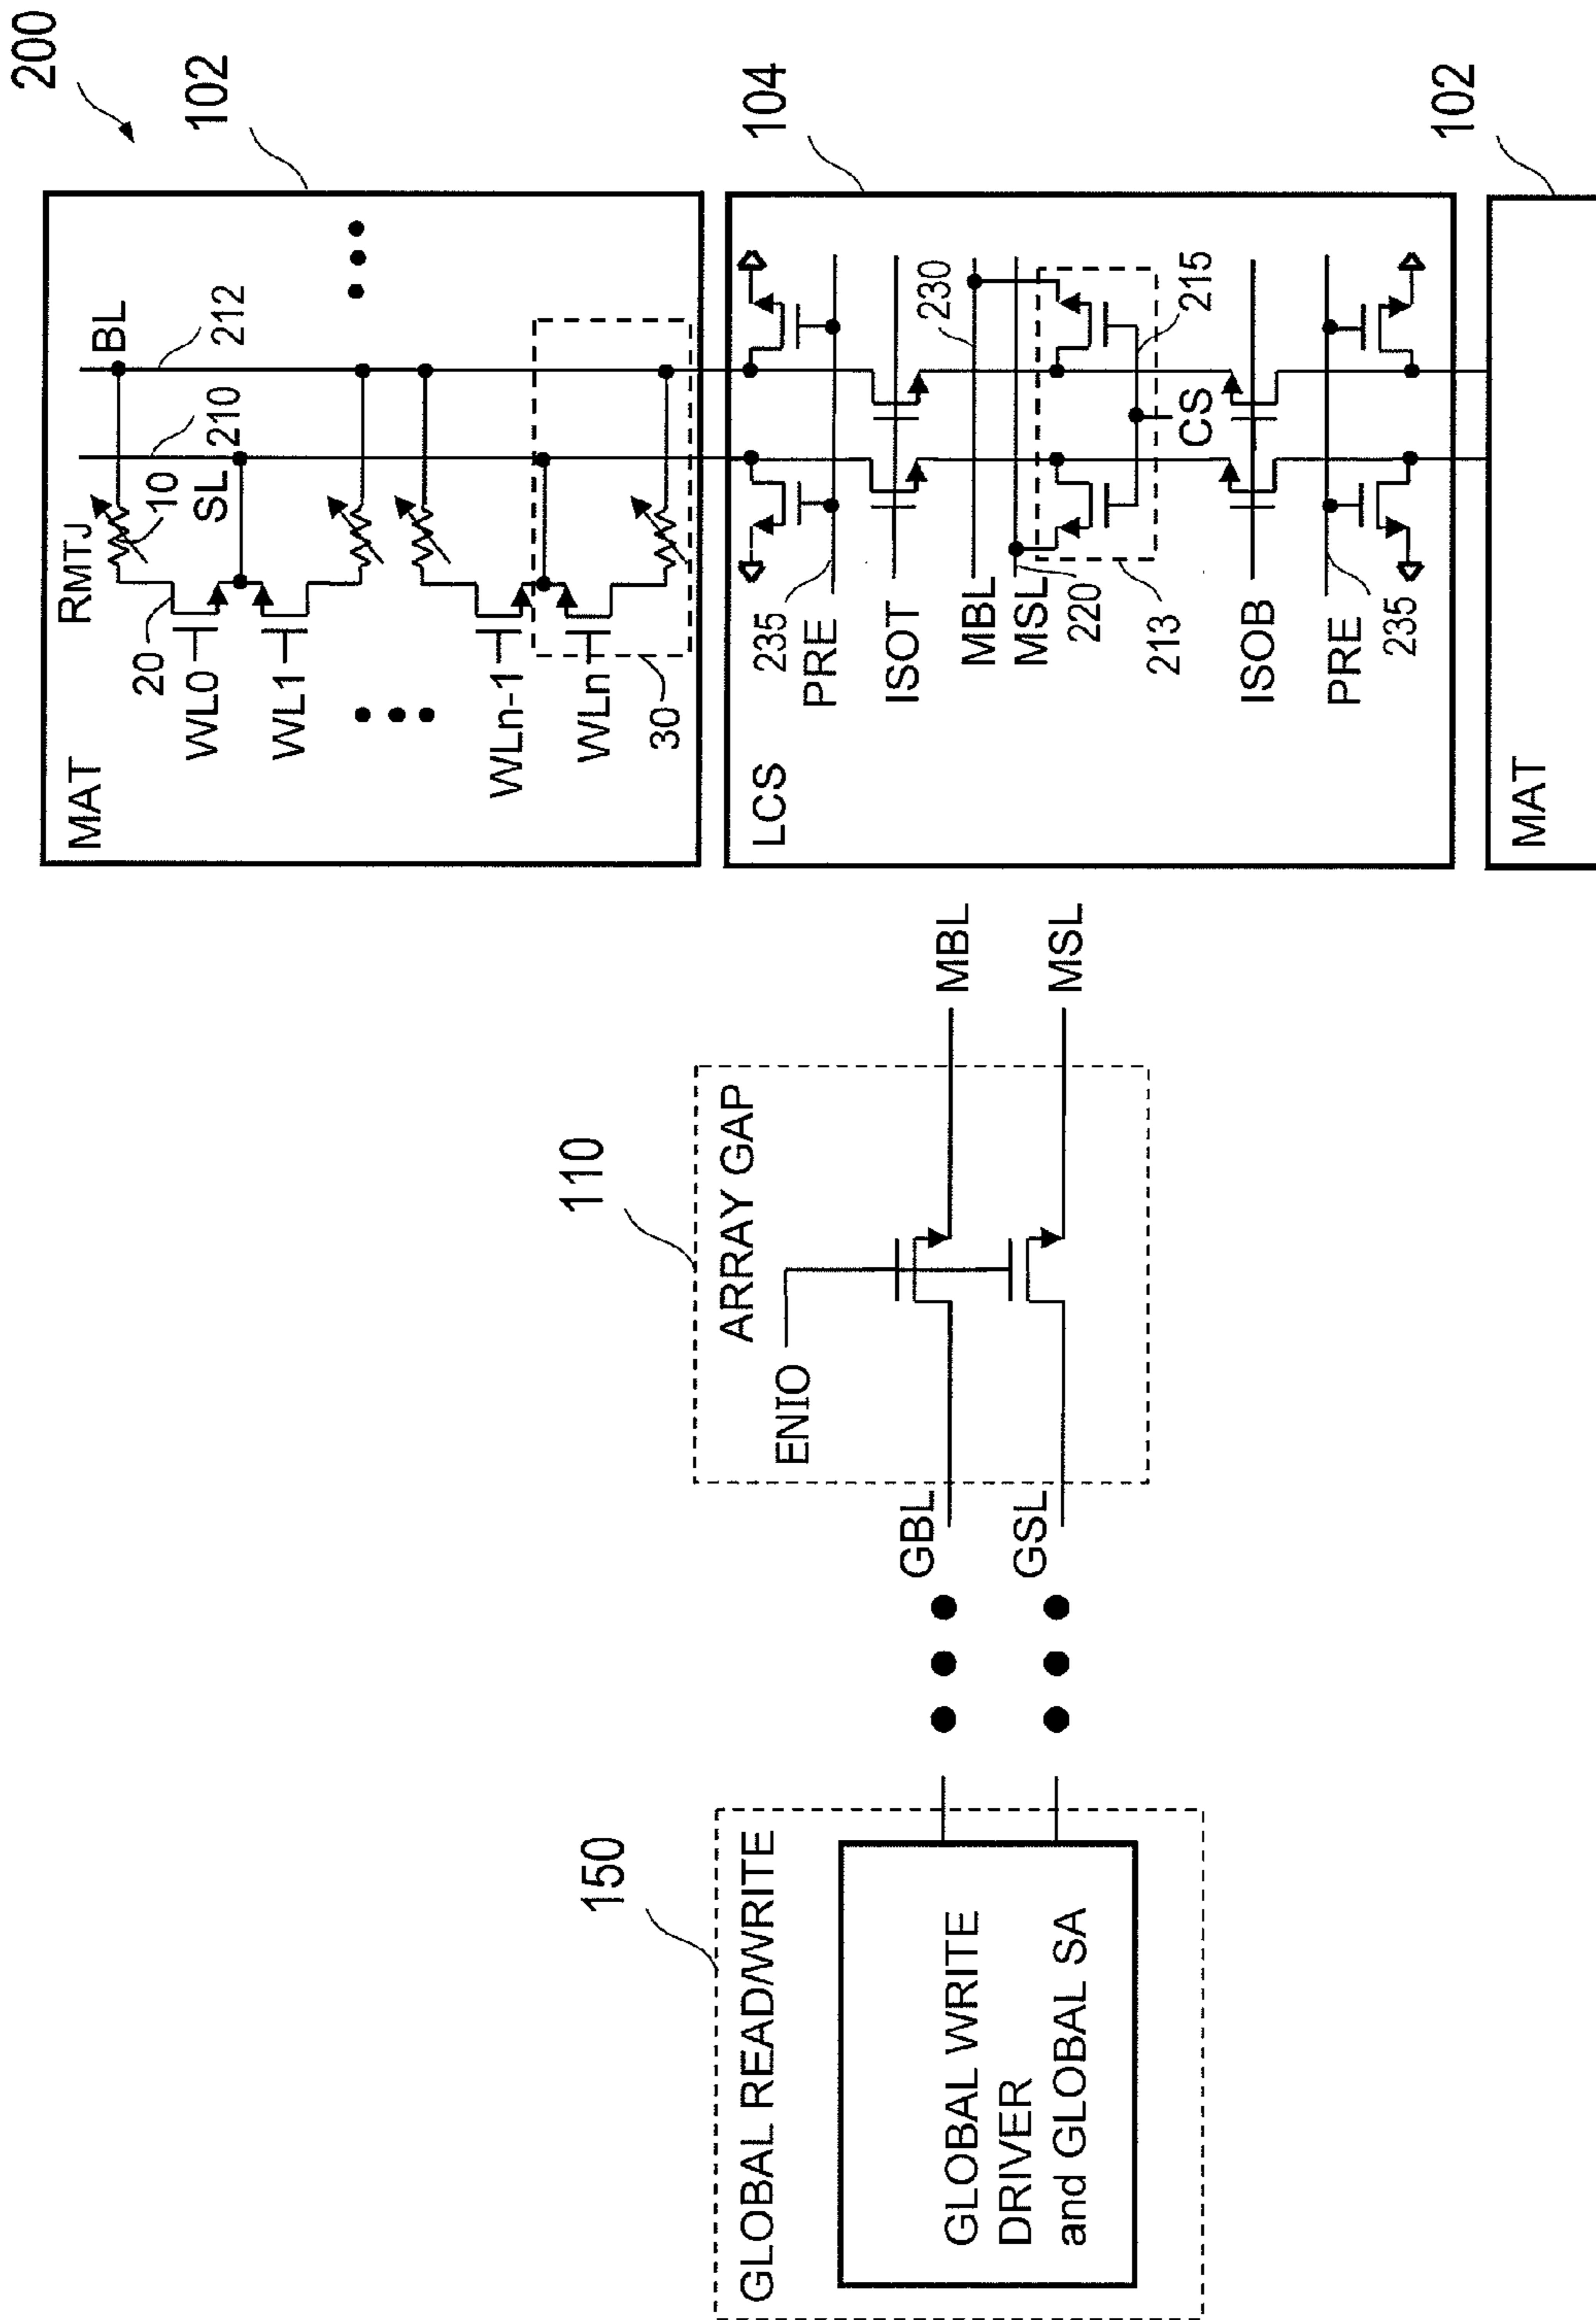 200
102
MAT
RMTJ
BL
10
20
SL
210
212
WL0
WL1
WLn-1
WLn
30
104
LCS
235
PRE
ISOT
230
MBL
MSL
220
213
215
CS
ISOB
PRE
235
102
MAT
110
ARRAY GAP
ENIO
GBL
MBL
GSL
MSL
150
GLOBAL READ/WRITE
GLOBAL WRITE
DRIVER
and GLOBAL SA